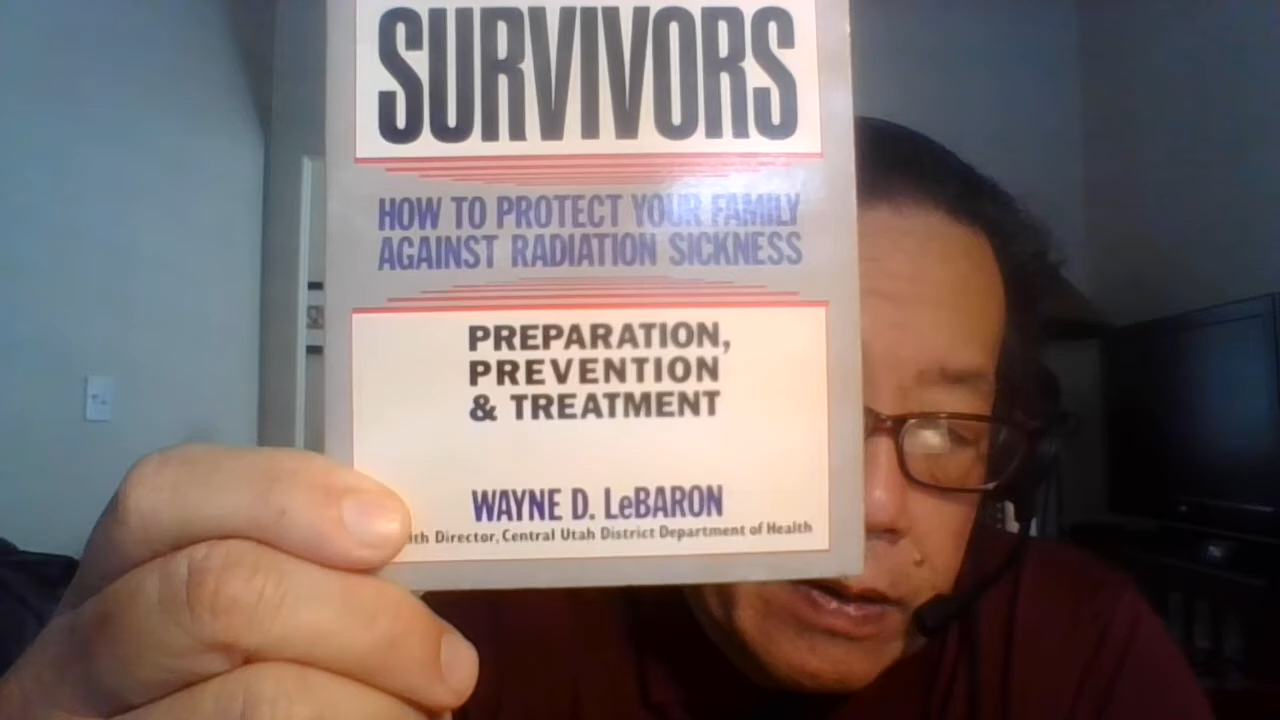 SURVIVORS
HOW TO PROTECT YOUR FAMILY
AGAINST RADIATION SICKNESS
PREPARATION,
PREVENTION
& TREATMENT
WAYNE D. LeBARON
Director, Central Utah District Department of Health